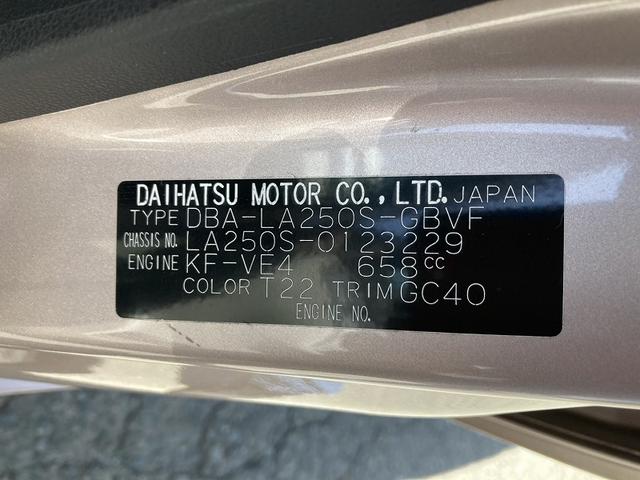 DAIHATSU MOTOR CO.,LTD. JAPAN
TYPE DBA-LA250S-GBVF
CHASSIS NO. LA250S-0123229
ENGINE KF-VE4 658cc
COLOR T22 TRIM GC40
ENGINE NO.